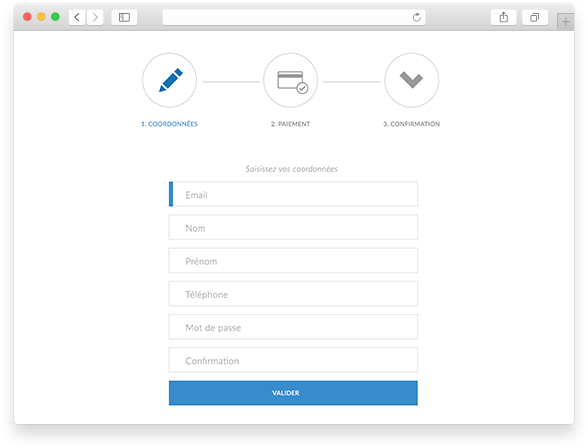 1. COORDONNÉES
2. PAIEMENT
3. CONFIRMATION
Saisissez vos coordonnées
Email
Nom
Prénom
Téléphone
Mot de passe
Confirmation
VALIDER